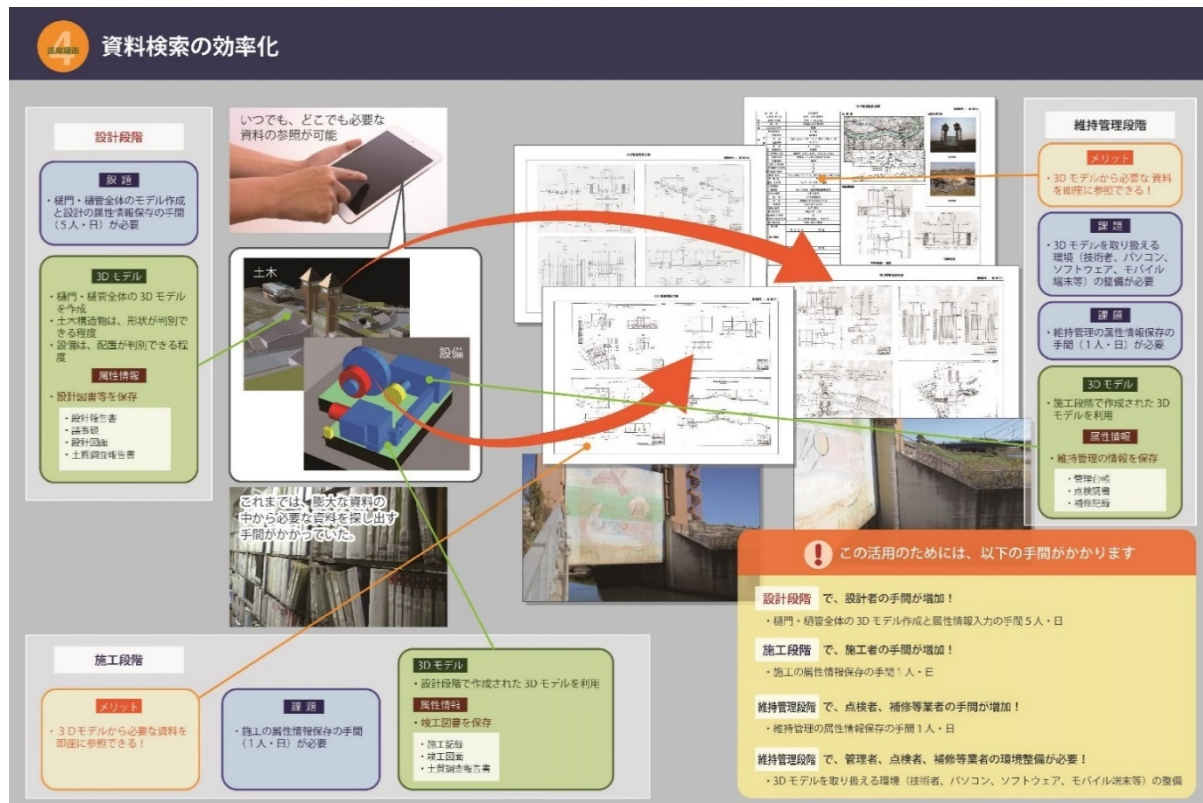 4
活用場面
資料検索の効率化
設計段階
課 題
・樋門・樋管全体のモデル作成
と設計の属性情報保存の手間
(5人・日)が必要
3D モデル
・樋門・樋管全体の 3D モデル
を作成
・土木構造物は、形状が判別で
きる程度
・設備は、配置が判別できる程
度
属性情報
・設計図書等を保存
・設計報告書
・議事録
・設計図面
・土質調査報告書
いつでも、どこでも必要な
資料の参照が可能
土木
設備
これまでは、膨大な資料の
中から必要な資料を探し出す
手間がかかっていた。
維持管理段階
メリット
・3D モデルから必要な資料
を即座に参照できる!
課 題
・3D モデルを取り扱える
環境(技術者、パソコン、
ソフトウェア、モバイル
端末等)の整備が必要
課 題
・維持管理の属性情報保存の
手間(1人・日)が必要
3D モデル
・施工段階で作成された 3D
モデルを利用
属性情報
・維持管理の情報を保存
・管理台帳
・点検調書
・補修記録
施工段階
メリット
・3Dモデルから必要な資料を
即座に参照できる!
課 題
・施工の属性情報保存の手間
(1人・日)が必要
3D モデル
・設計段階で作成された 3D モデルを利用
属性情報
・竣工図書を保存
・施工記録
・竣工図面
・土質調査報告書
! この活用のためには、以下の手間がかかります
設計段階 で、設計者の手間が増加!
・樋門・樋管全体の 3D モデル作成と属性情報入力の手間5人・日
施工段階 で、施工者の手間が増加!
・施工の属性情報保存の手間1人・日
維持管理段階 で、点検者、補修等業者の手間が増加!
・維持管理の属性情報保存の手間1人・日
維持管理段階 で、管理者、点検者、補修等業者の環境整備が必要!
・3D モデルを取り扱える環境(技術者、パソコン、ソフトウェア、モバイル端末等)の整備